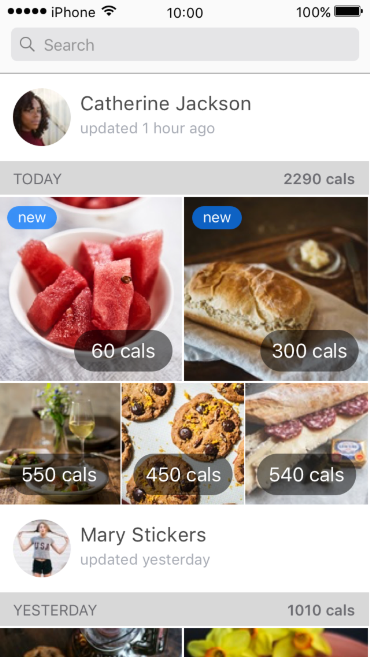 iPhone 10:00 100%
Search
Catherine Jackson
updated 1 hour ago
TODAY 2290 cals
new new
60 cals 300 cals
550 cals 450 cals 540 cals
Mary Stickers
USA
updated yesterday
YESTERDAY 1010 cals